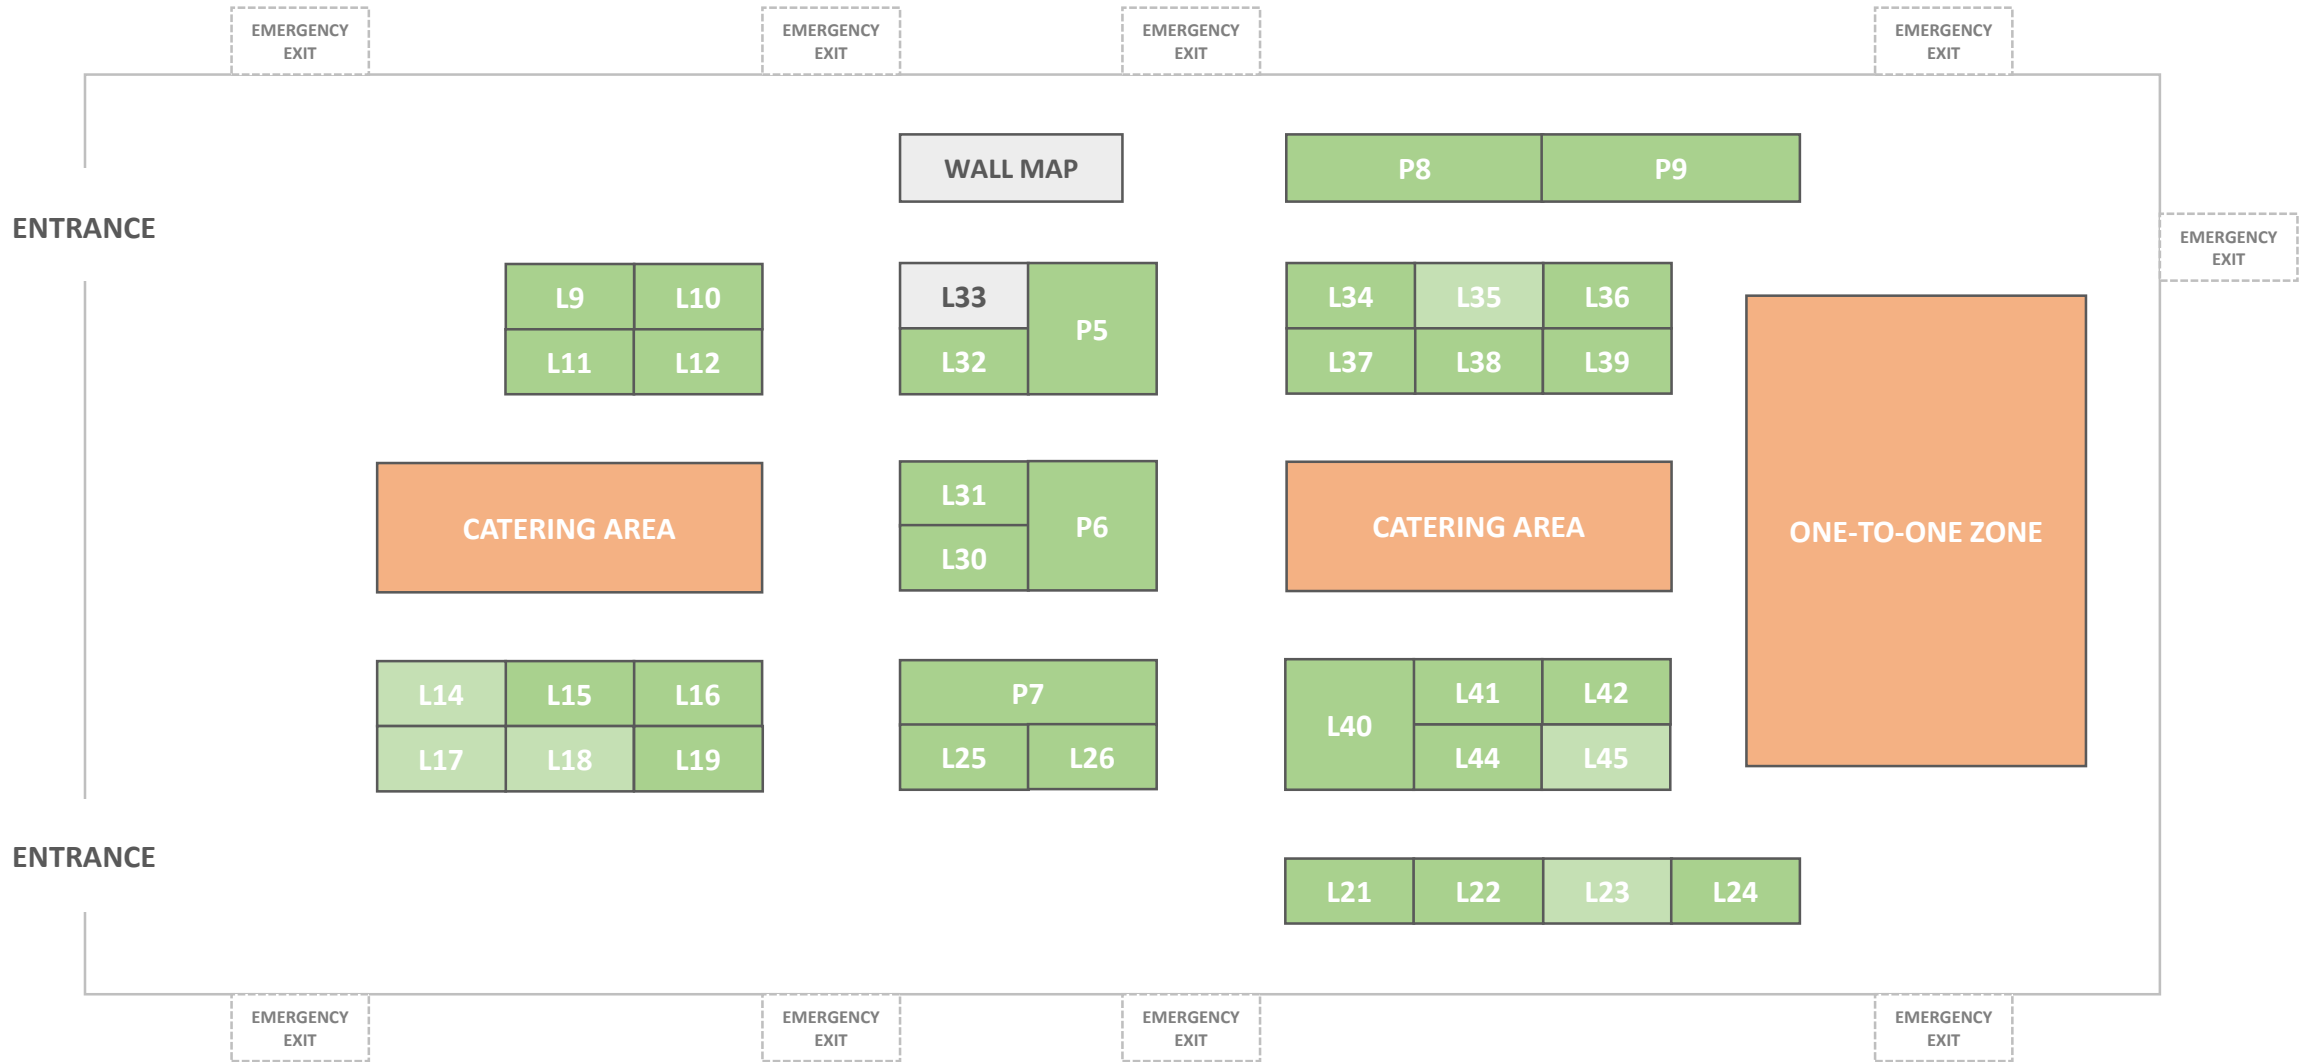 EMERGENCY
EXIT
EMERGENCY
EXIT
EMERGENCY
EXIT
EMERGENCY
EXIT
WALL MAP
P8
P9
ENTRANCE
EMERGENCY
EXIT
L9
L10
L33
P5
L34
L35
L36
L11
L12
L32
L37
L38
L39
CATERING AREA
L31
P6
L30
CATERING AREA
ONE-TO-ONE ZONE
L14
L15
L16
P7
L40
L41
L42
L17
L18
L19
L25
L26
L44
L45
ENTRANCE
L21
L22
L23
L24
EMERGENCY
EXIT
EMERGENCY
EXIT
EMERGENCY
EXIT
EMERGENCY
EXIT